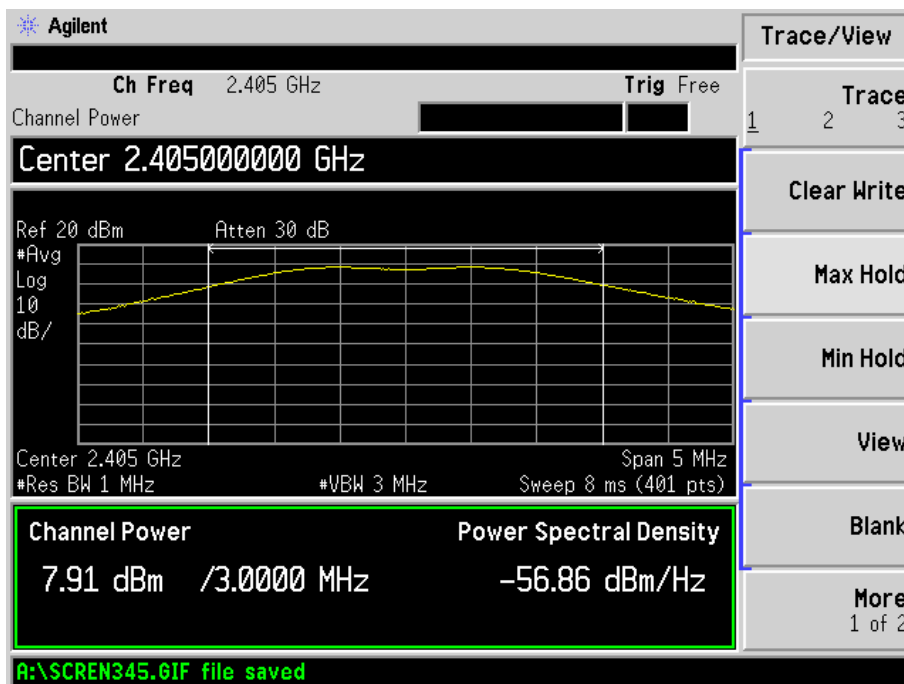 Agilent
Trace/View
Ch Freq 2.405 GHz Trig Free
Channel Power
Trace
1 2 3
Center 2.405000000 GHz
Clear Write
Ref 20 dBm Atten 30 dB
#Avg
Log
10
dB/
Max Hold
Min Hold
View
Center 2.405 GHz Span 5 MHz
#Res BW 1 MHz #VBW 3 MHz Sweep 8 ms (401 pts)
Blank
Channel Power Power Spectral Density
7.91 dBm /3.0000 MHz -56.86 dBm/Hz
More
1 of 2
A:\SCREN345.GIF file saved